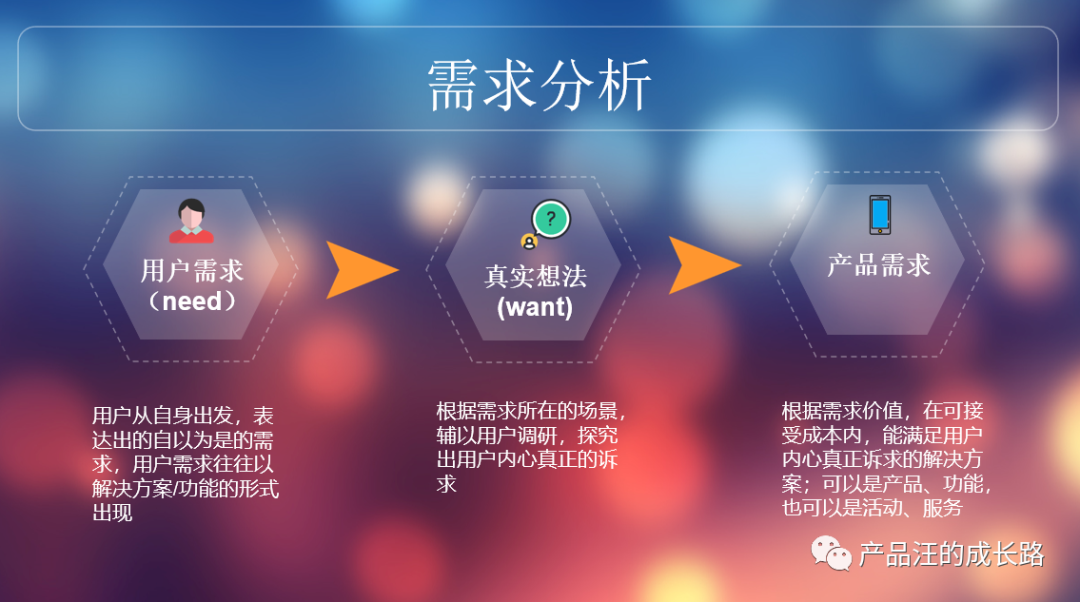 需求分析
用户需求
（need）
?
真实想法
(want)
产品需求
用户从自身出发，表
达出的自以为是的需
求，用户需求往往以
解决方案/功能的形式
出现
根据需求所在的场景，
辅以用户调研，探究
出用户内心真正的诉
求
根据需求价值，在可接
受成本内，能满足用户
内心真正诉求的解决方
案；可以是产品、功能，
也可以是活动、服务
产品汪的成长路